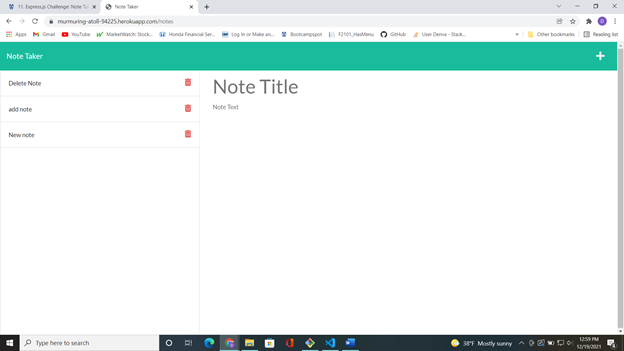 11. Express.js Challenge: Note Ta
Note Taker
murmuring-atoll-94225.herokuapp.com/notes
Apps
Gmail
YouTube
MarketWatch: Stock...
Honda Financial Ser...
Log In or Make an...
Bootcampspot
F2101_HasMenu
GitHub
User Deniva - Stack...
Other bookmarks
Reading list
Note Taker
Delete Note
add note
New note
Note Title
Note Text
Type here to search
38°F Mostly sunny
12:59 PM
12/19/2021